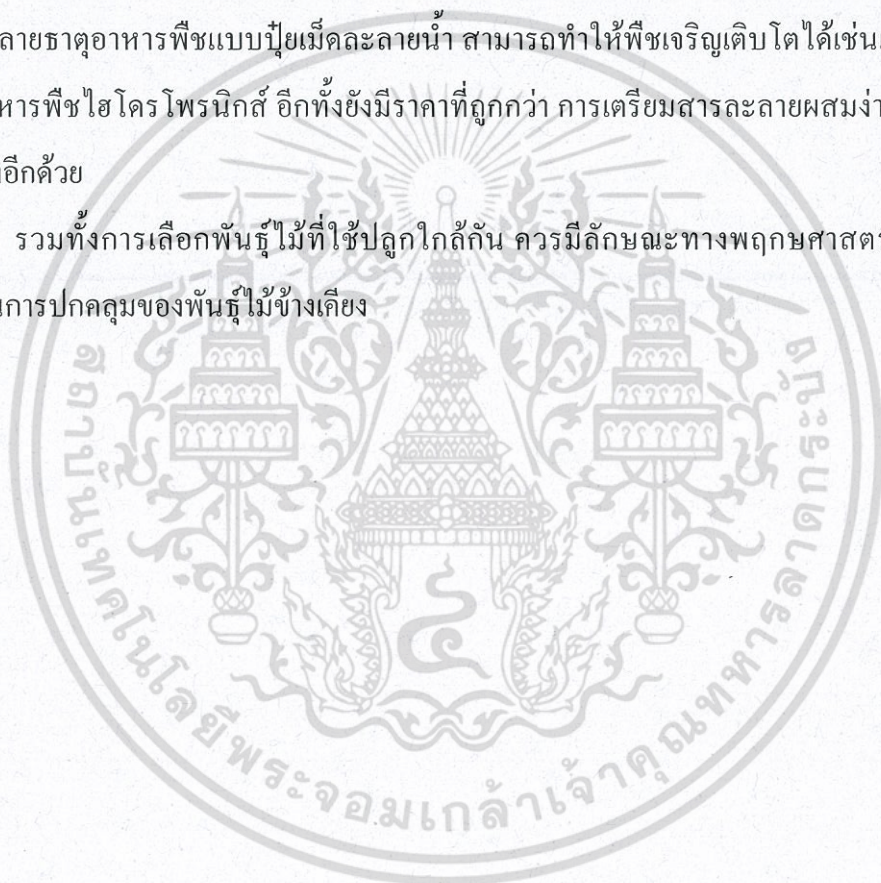 ลายธาตุอาหารพืชแบบปุ๋ยเม็ดละลายน้ำ สามารถทำให้พืชเจริญเติบโตได้เช่น
หารพืชไฮโดรโพรนิกส์ อีกทั้งยังมีราคาที่ถูกกว่า การเตรียมสารละลายผสมง่า
อีกด้วย
รวมทั้งการเลือกพันธุ์ไม้ที่ใช้ปลูกใกล้กัน ควรมีลักษณะทางพฤกษศาสตร
นการปกคลุมของพันธุ์ไม้ข้างเคียง
สถาบันเทคโนโลยีพระจอมเกล้าเจ้าคุณทหารลาดกระบัง